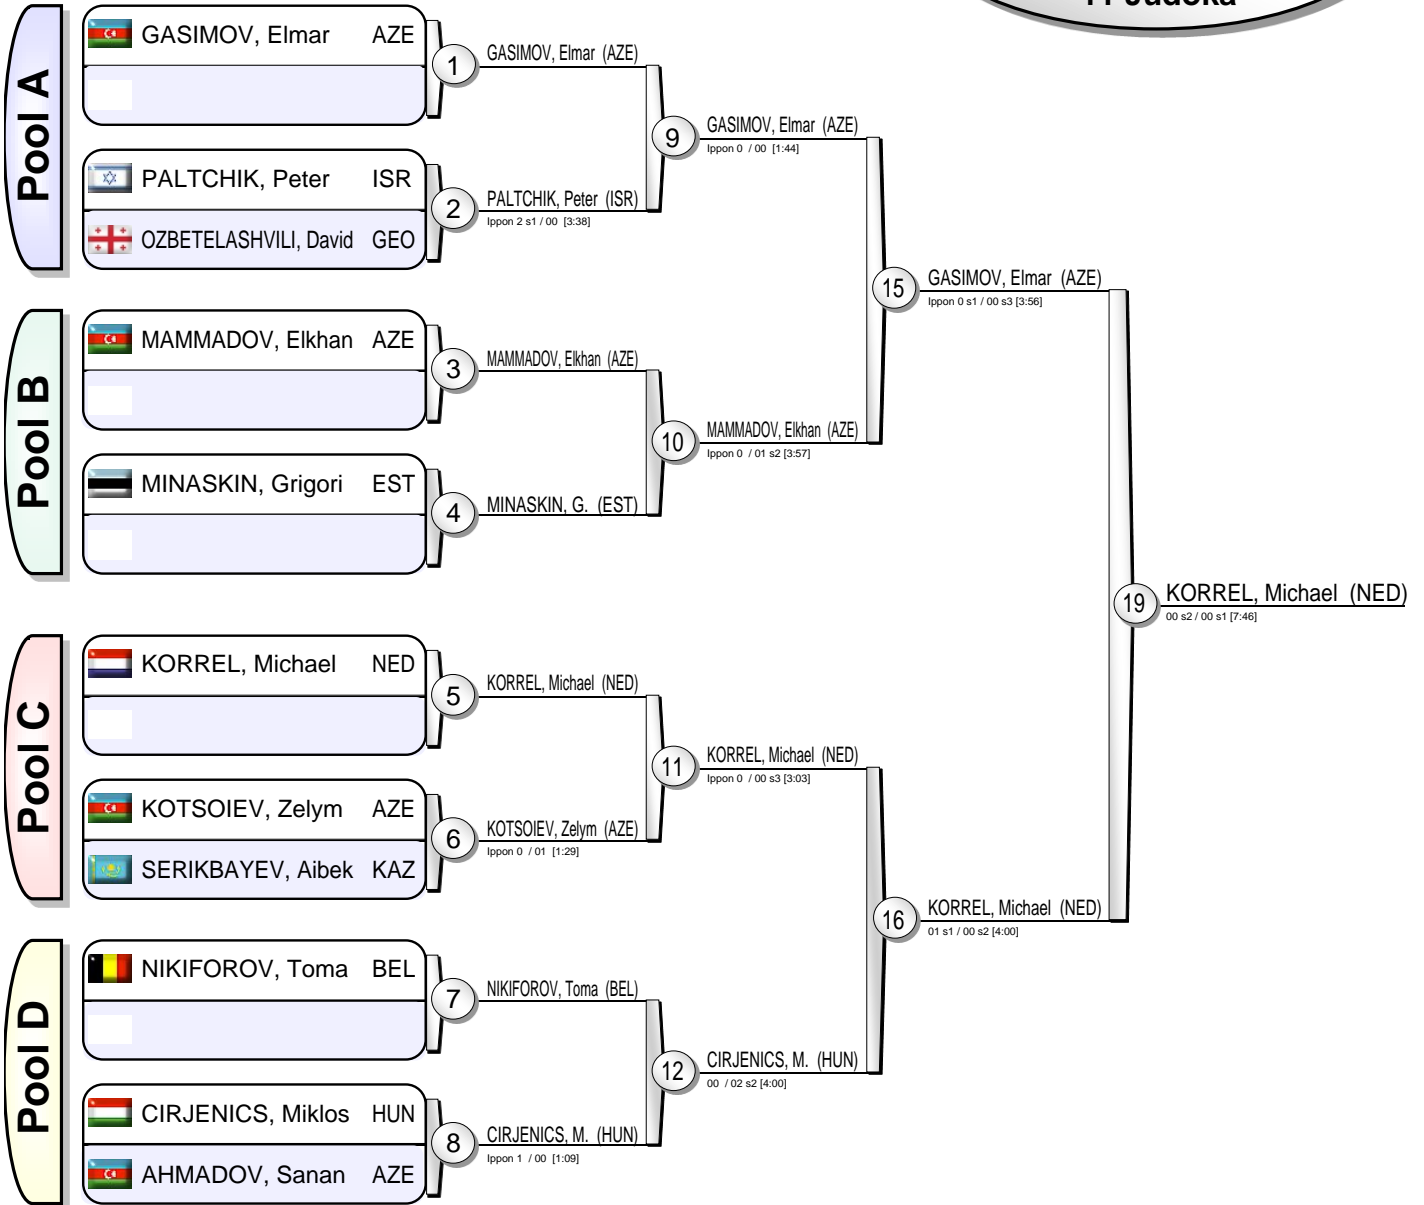 11 Judoka
Pool A
GASIMOV, Elmar AZE
1
GASIMOV, Elmar (AZE)
PALTCHIK, Peter ISR
OZBETELASHVILI, David GEO
2
PALTCHIK, Peter (ISR)
Ippon 2 s1 / 00 [3:38]
9
GASIMOV, Elmar (AZE)
Ippon 0 / 00 [1:44]
Pool B
MAMMADOV, Elkhan AZE
3
MAMMADOV, Elkhan (AZE)
MINASKIN, Grigori EST
4
MINASKIN, G. (EST)
10
MAMMADOV, Elkhan (AZE)
Ippon 0 / 01 s2 [3:57]
15
GASIMOV, Elmar (AZE)
Ippon 0 s1 / 00 s3 [3:56]
Pool C
KORREL, Michael NED
5
KORREL, Michael (NED)
KOTSOIEV, Zelym AZE
SERIKBAYEV, Aibek KAZ
6
KOTSOIEV, Zelym (AZE)
Ippon 0 / 01 [1:29]
11
KORREL, Michael (NED)
Ippon 0 / 00 s3 [3:03]
Pool D
NIKIFOROV, Toma BEL
7
NIKIFOROV, Toma (BEL)
CIRJENICS, Miklos HUN
AHMADOV, Sanan AZE
8
CIRJENICS, M. (HUN)
Ippon 1 / 00 [1:09]
12
CIRJENICS, M. (HUN)
00 / 02 s2 [4:00]
16
KORREL, Michael (NED)
01 s1 / 00 s2 [4:00]
19
KORREL, Michael (NED)
00 s2 / 00 s1 [7:46]